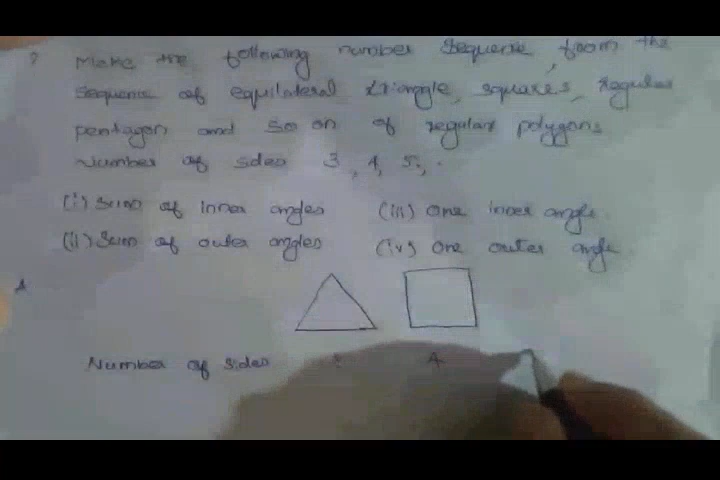 ? Make the following number sequence, from the
sequence of equilateral triangle, squares, regular
pentagon and so on of regular polygons
Number of sides 3, 4, 5, .
(i) Sum of inner angles (iii) One inner angle.
(ii) Sum of outer angles (iv) One outer angle.
A
Number of sides 4